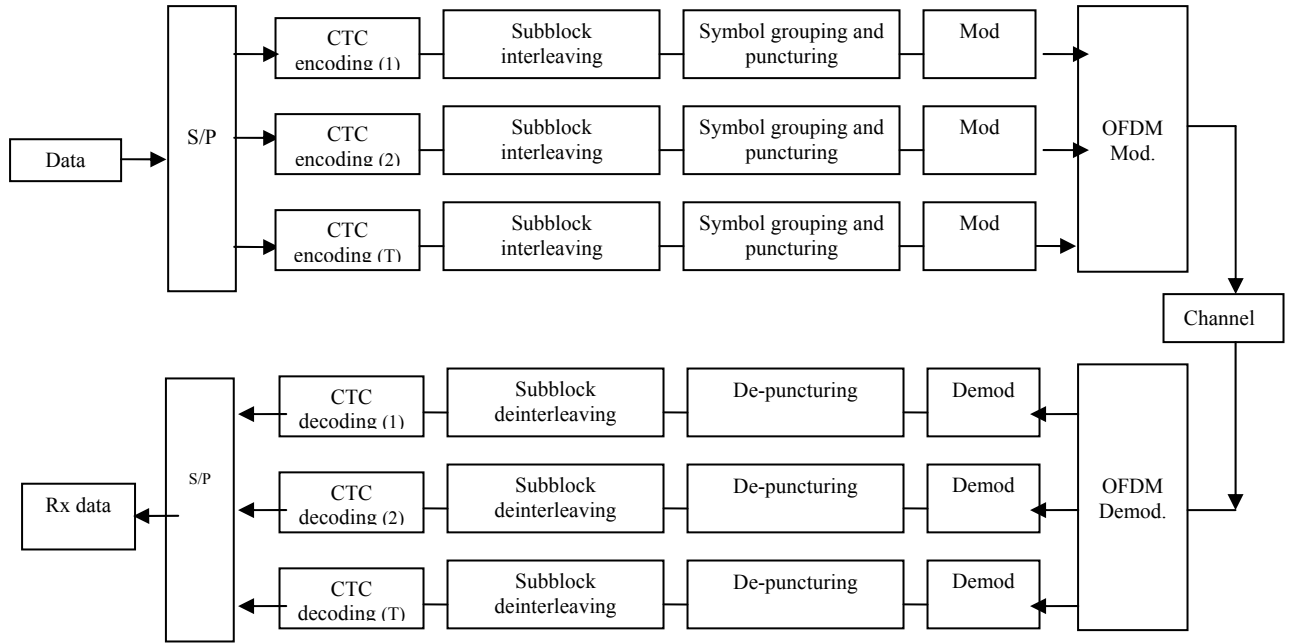 Data
S/P
CTC
encoding (1)
Subblock
interleaving
Symbol grouping and
puncturing
Mod
CTC
encoding (2)
Subblock
interleaving
Symbol grouping and
puncturing
Mod
CTC
encoding (T)
Subblock
interleaving
Symbol grouping and
puncturing
Mod
OFDM
Mod.
Channel
OFDM
Demod.
Demod
De-puncturing
Subblock
deinterleaving
CTC
decoding (1)
Demod
De-puncturing
Subblock
deinterleaving
CTC
decoding (2)
Demod
De-puncturing
Subblock
deinterleaving
CTC
decoding (T)
S/P
Rx data